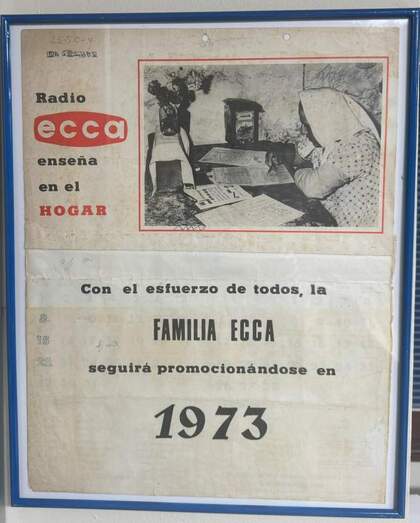 Radio
ecca
enseña
en el
HOGAR
Con el esfuerzo de todos, la
FAMILIA ECCA
seguirá promocionándose en
1973